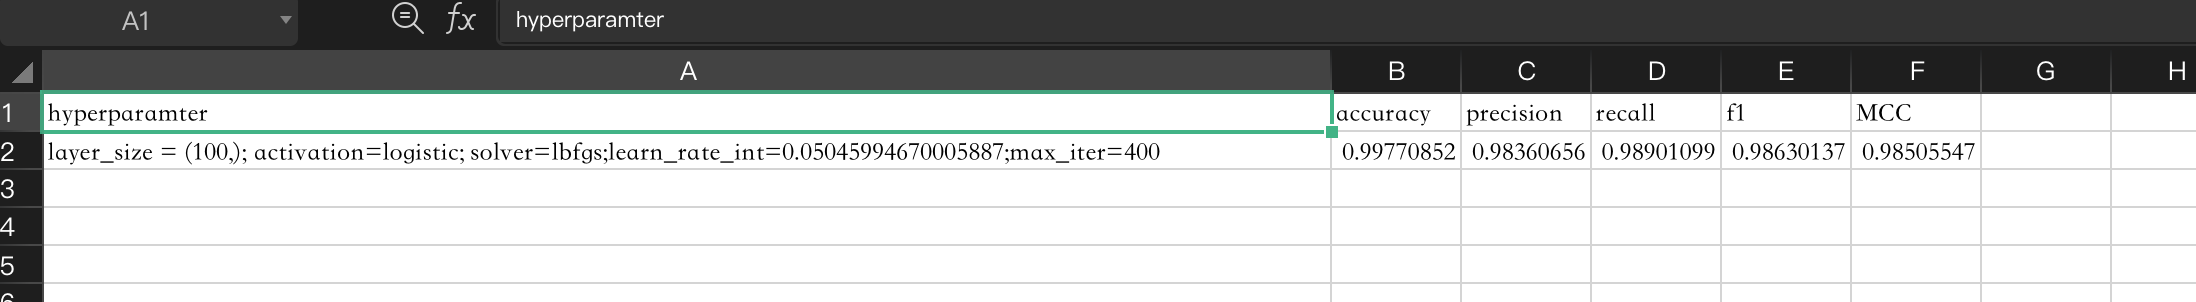 A1 fx hyperparamter
A B C D E F G H
1 hyperparamter accuracy precision recall f1 MCC
2 layer_size = (100,); activation=logistic; solver=lbfgs;learn_rate_int=0.05045994670005887;max_iter=400 0.99770852 0.98360656 0.98901099 0.98630137 0.98505547
3
4
5
6